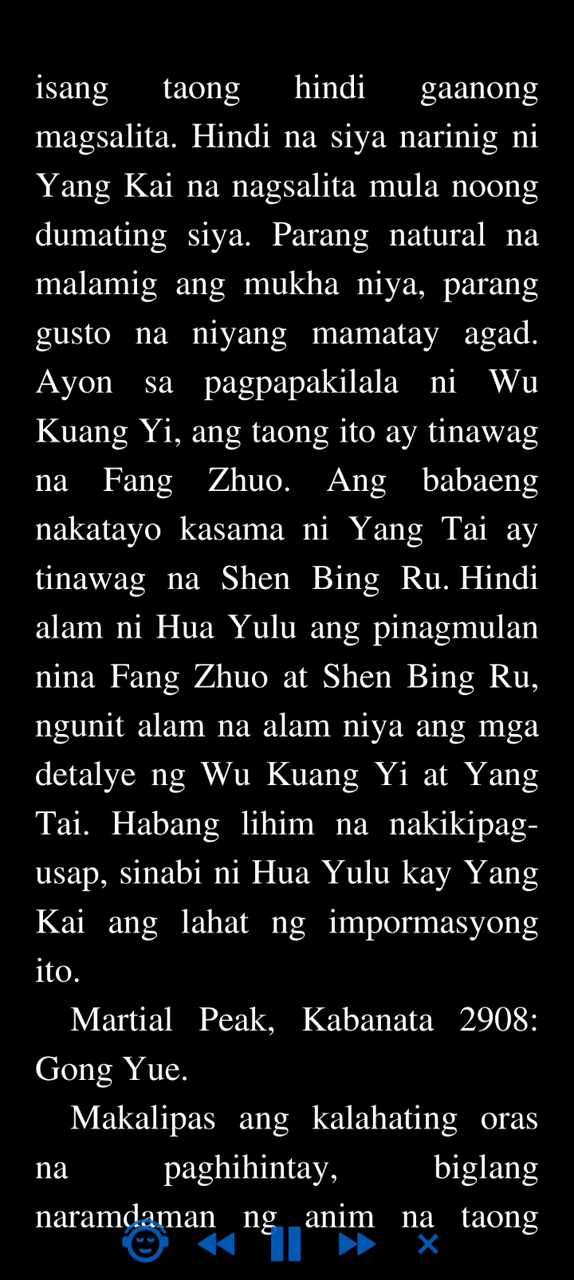 isang taong hindi gaanong
magsalita. Hindi na siya narinig ni
Yang Kai na nagsalita mula noong
dumating siya. Parang natural na
malamig ang mukha niya, parang
gusto na niyang mamatay agad.
Ayon sa pagpapakilala ni Wu
Kuang Yi, ang taong ito ay tinawag
na Fang Zhuo. Ang babaeng
nakatayo kasama ni Yang Tai ay
tinawag na Shen Bing Ru. Hindi
alam ni Hua Yulu ang pinagmulan
nina Fang Zhuo at Shen Bing Ru,
ngunit alam na alam niya ang mga
detalye ng Wu Kuang Yi at Yang
Tai. Habang lihim na nakikipag-
usap, sinabi ni Hua Yulu kay Yang
Kai ang lahat ng impormasyong
ito.
Martial Peak, Kabanata 2908:
Gong Yue.
Makalipas ang kalahating oras
na paghihintay, biglang
naramdaman ng anim na taong